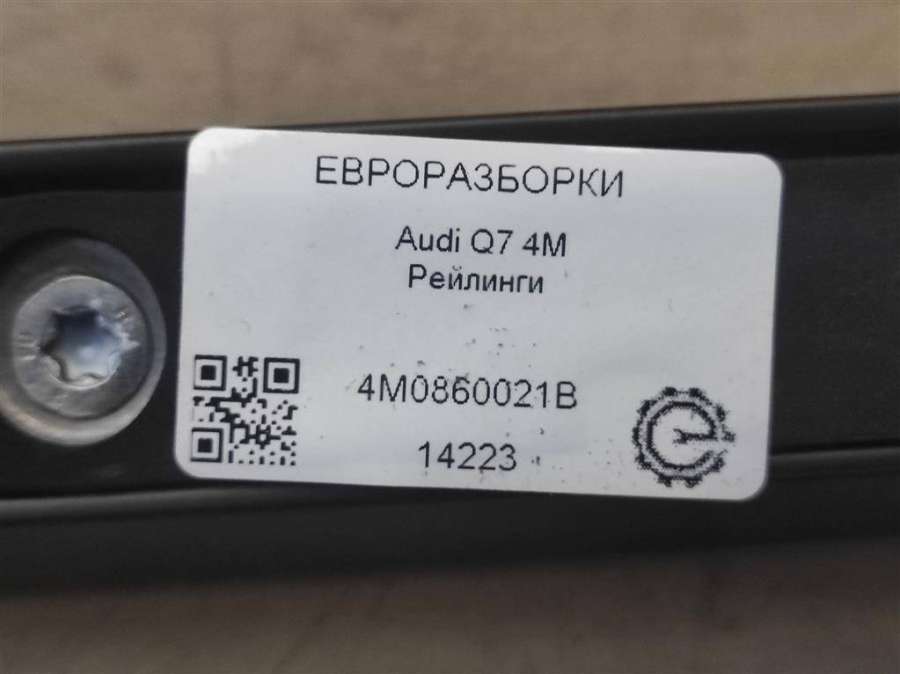 ЕВРОРАЗБОРКИ
Audi Q7 4M
Рейлинги
4M0860021B
14223